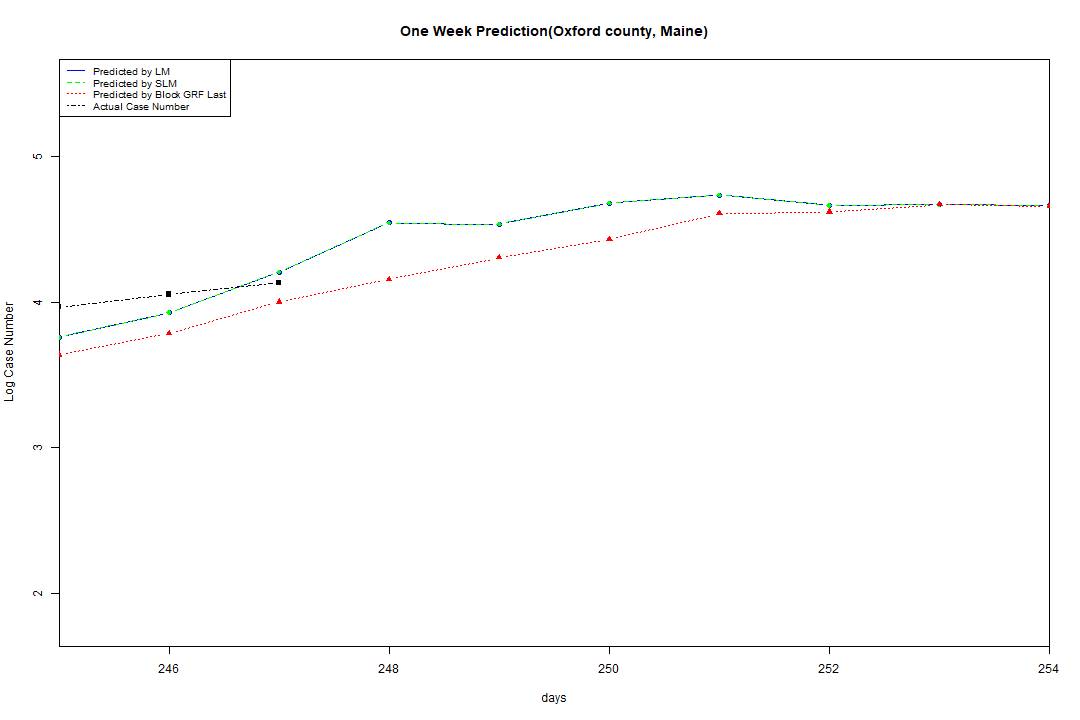 One Week Prediction(Oxford county, Maine)
Predicted by LM
Predicted by SLM
Predicted by Block GRF Last
Actual Case Number
5
4
3
2
Log Case Number
246 248 250 252 254
days